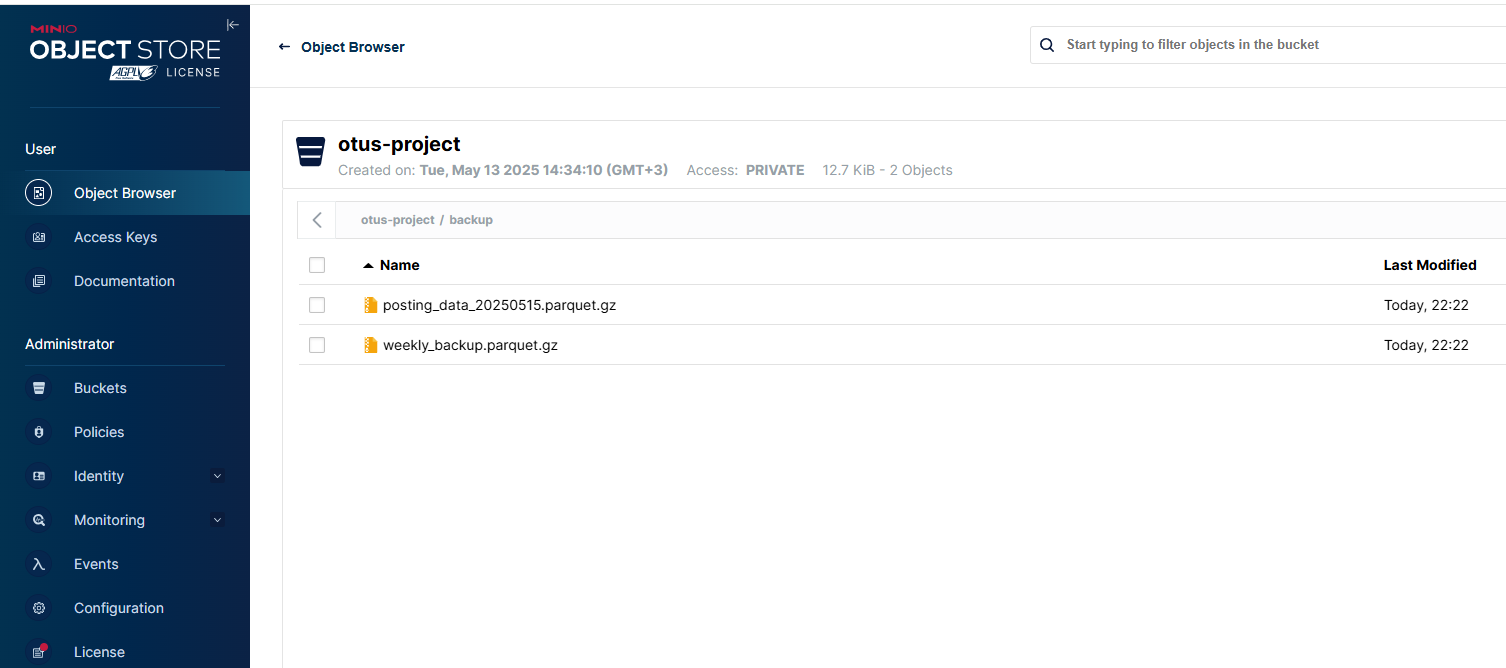 MINIO
OBJECT STORE
AGPLv3 LICENSE
User
Object Browser
Access Keys
Documentation
Administrator
Buckets
Policies
Identity
Monitoring
Events
Configuration
License
← Object Browser
Start typing to filter objects in the bucket
otus-project
Created on: Tue, May 13 2025 14:34:10 (GMT+3) Access: PRIVATE 12.7 KiB - 2 Objects
otus-project / backup
Name Last Modified
posting_data_20250515.parquet.gz Today, 22:22
weekly_backup.parquet.gz Today, 22:22